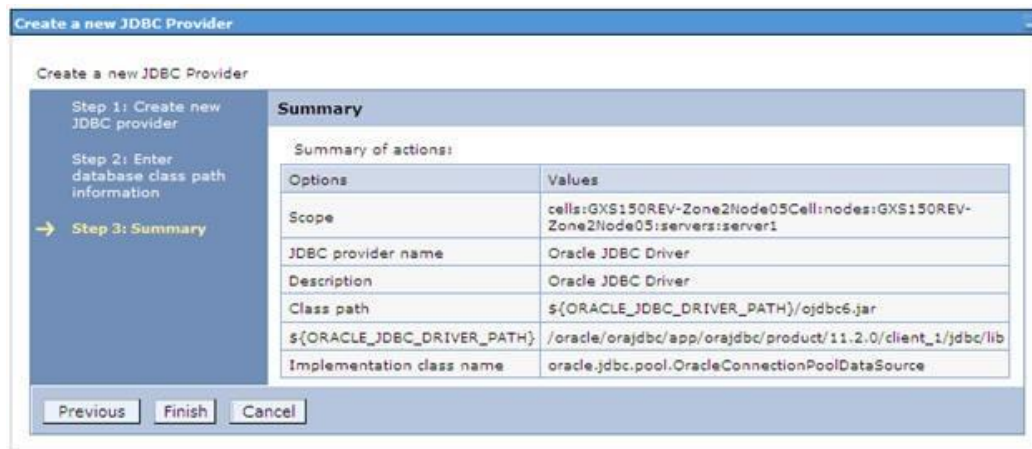 Create a new JDBC Provider
Create a new JDBC Provider
Step 1: Create new
JDBC provider
Step 2: Enter
database class path
information
Step 3: Summary
Summary
Summary of actions:
Options Values
Scope cells:GXS150REV-Zone2Node05Cell:nodes:GXS150REV-
Zone2Node05:servers:server1
JDBC provider name Oracle JDBC Driver
Description Oracle JDBC Driver
Class path ${ORACLE_JDBC_DRIVER_PATH}/ojdbc6.jar
${ORACLE_JDBC_DRIVER_PATH} /oracle/orajdbc/app/orajdbc/product/11.2.0/client_1/jdbc/lib
Implementation class name oracle.jdbc.pool.OracleConnectionPoolDataSource
Previous Finish Cancel